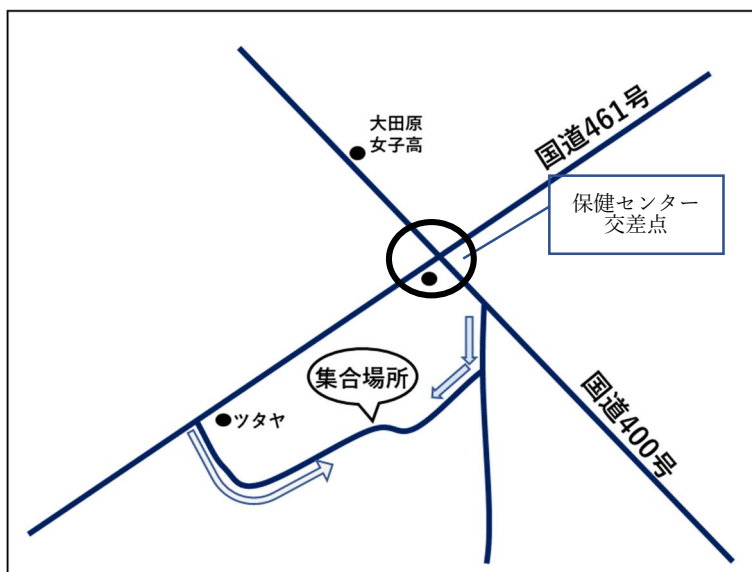 大田原
女子高
国道461号
保健センター
交差点
集合場所
ツタヤ
国道400号